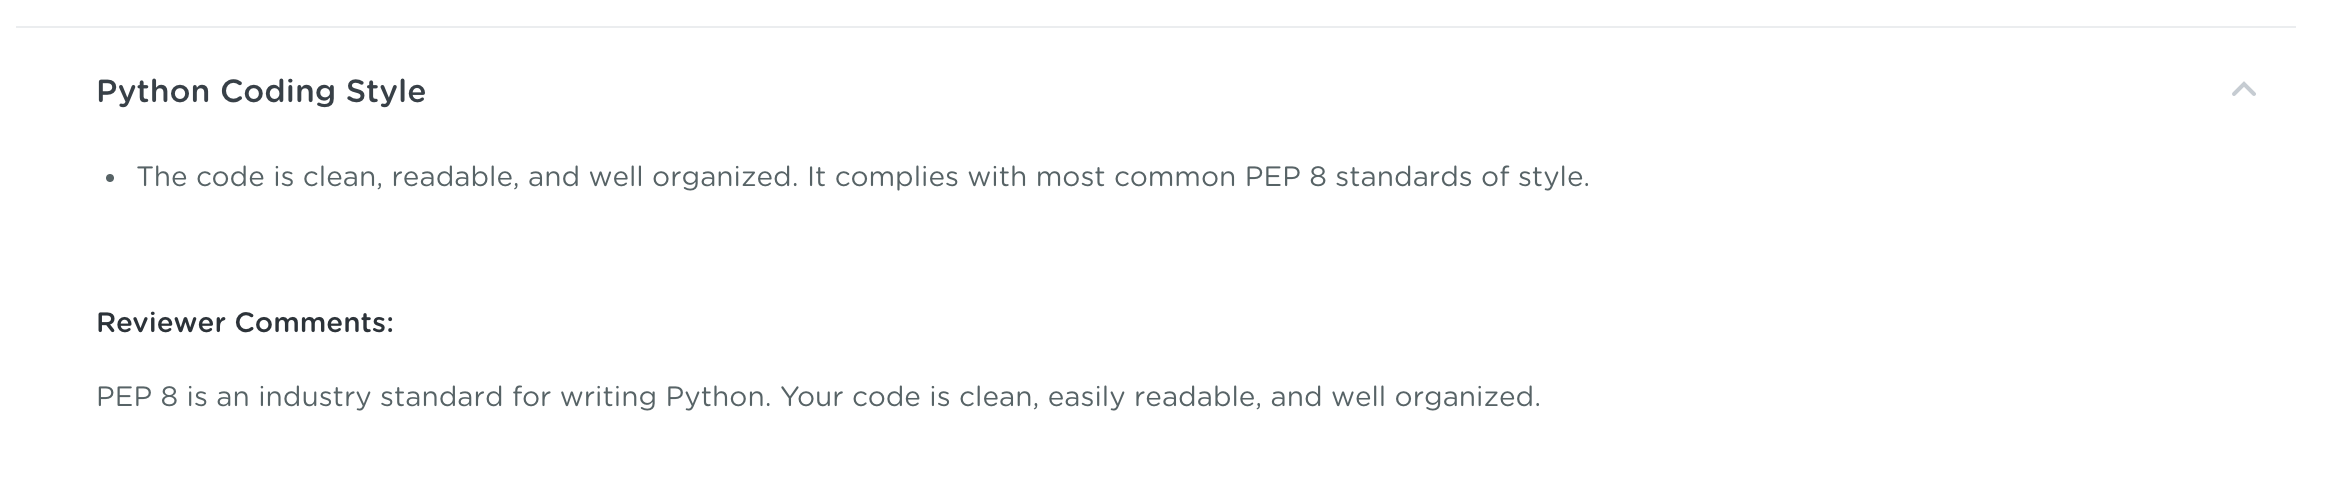 Python Coding Style
• The code is clean, readable, and well organized. It complies with most common PEP 8 standards of style.
Reviewer Comments:
PEP 8 is an industry standard for writing Python. Your code is clean, easily readable, and well organized.